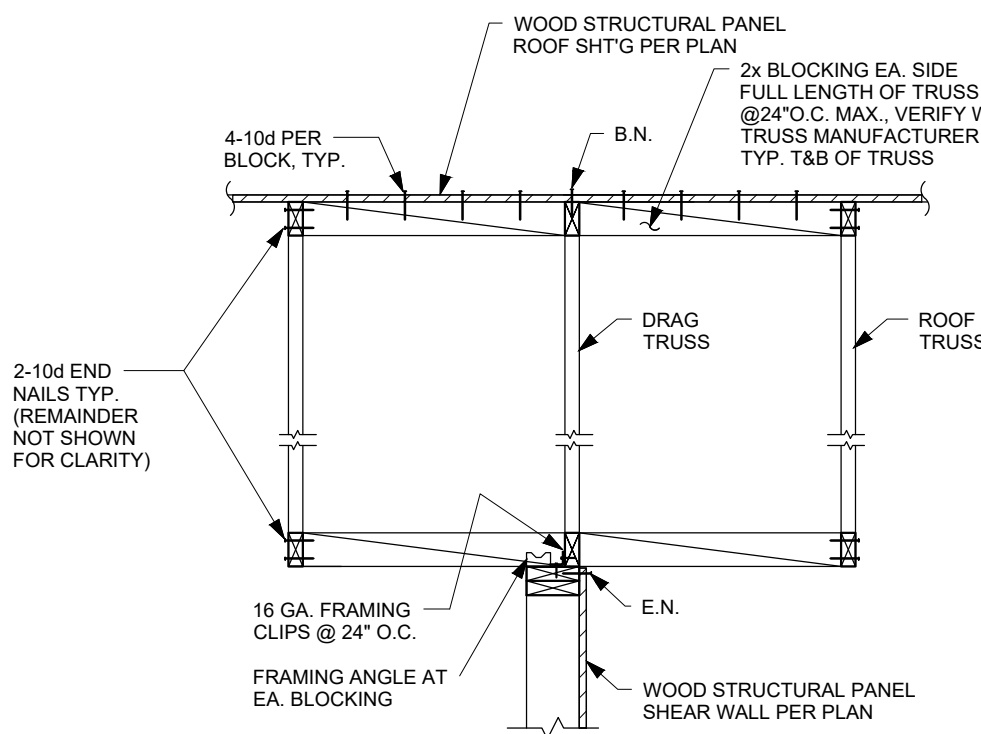 WOOD STRUCTURAL PANEL
ROOF SHT'G PER PLAN
2x BLOCKING EA. SIDE
FULL LENGTH OF TRUSS
@24"O.C. MAX., VERIFY
TRUSS MANUFACTURER
TYP. T&B OF TRUSS
4-10d PER
BLOCK, TYP.
B.N.
DRAG
TRUSS
ROOF
TRUSS
2-10d END
NAILS TYP.
(REMAINDER
NOT SHOWN
FOR CLARITY)
16 GA. FRAMING
CLIPS @ 24" O.C.
E.N.
FRAMING ANGLE AT
EA. BLOCKING
WOOD STRUCTURAL PANEL
SHEAR WALL PER PLAN